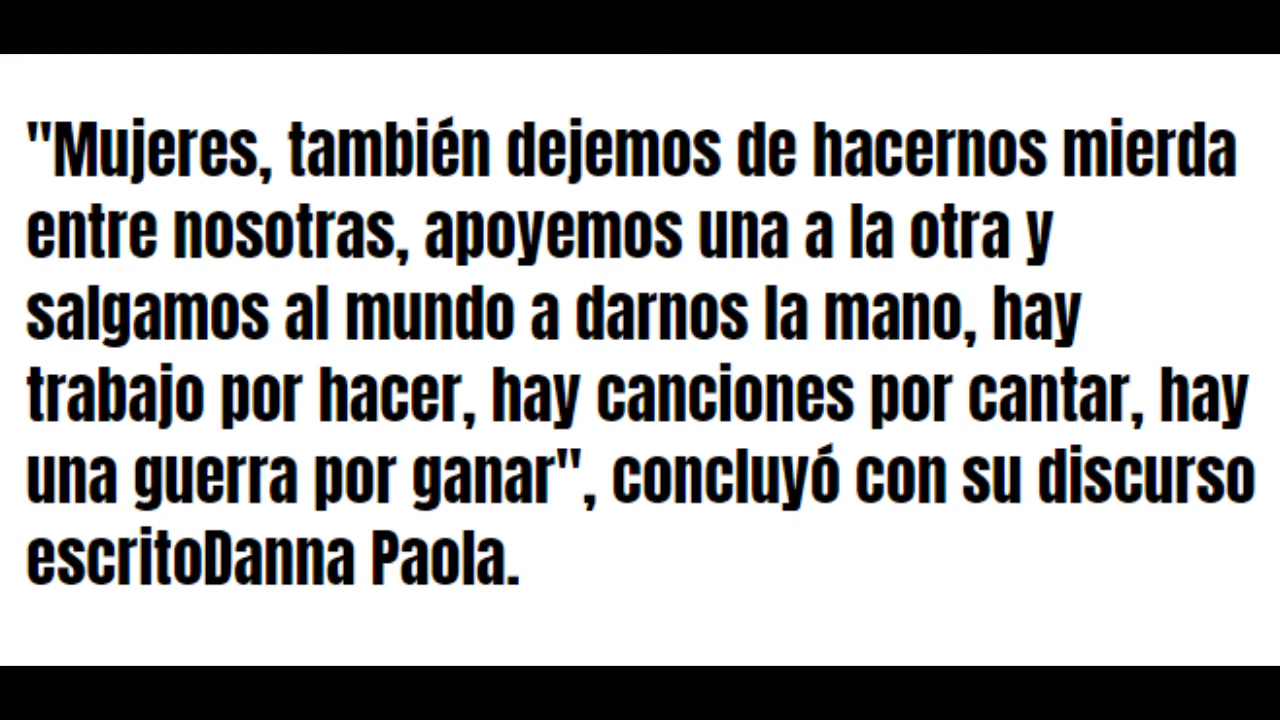 "Mujeres, también dejemos de hacernos mierda
entre nosotras, apoyemos una a la otra y
salgamos al mundo a darnos la mano, hay
trabajo por hacer, hay canciones por cantar, hay
una guerra por ganar", concluyó con su discurso
escritoDanna Paola.